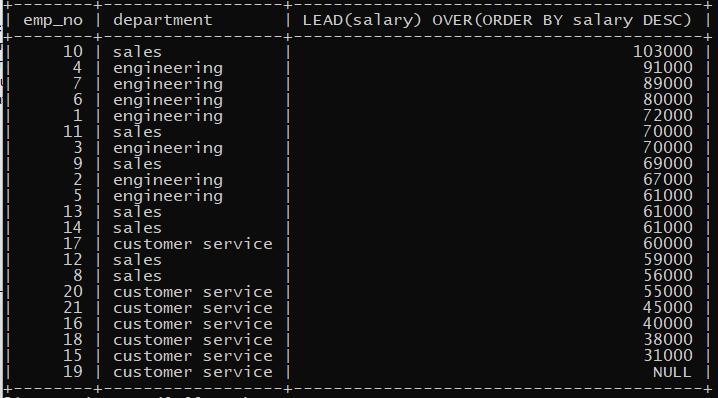 +--------+------------------+-----------------------------------------+
| emp_no | department       | LEAD(salary) OVER(ORDER BY salary DESC) |
+--------+------------------+-----------------------------------------+
|     10 | sales            |                                  103000 |
|      4 | engineering      |                                   91000 |
|      7 | engineering      |                                   89000 |
|      6 | engineering      |                                   80000 |
|      1 | engineering      |                                   72000 |
|     11 | sales            |                                   70000 |
|      3 | engineering      |                                   70000 |
|      9 | sales            |                                   69000 |
|      2 | engineering      |                                   67000 |
|      5 | engineering      |                                   61000 |
|     13 | sales            |                                   61000 |
|     14 | sales            |                                   61000 |
|     17 | customer service |                                   60000 |
|     12 | sales            |                                   59000 |
|      8 | sales            |                                   56000 |
|     20 | customer service |                                   55000 |
|     21 | customer service |                                   45000 |
|     16 | customer service |                                   40000 |
|     18 | customer service |                                   38000 |
|     15 | customer service |                                   31000 |
|     19 | customer service |                                    NULL |
+--------+------------------+-----------------------------------------+